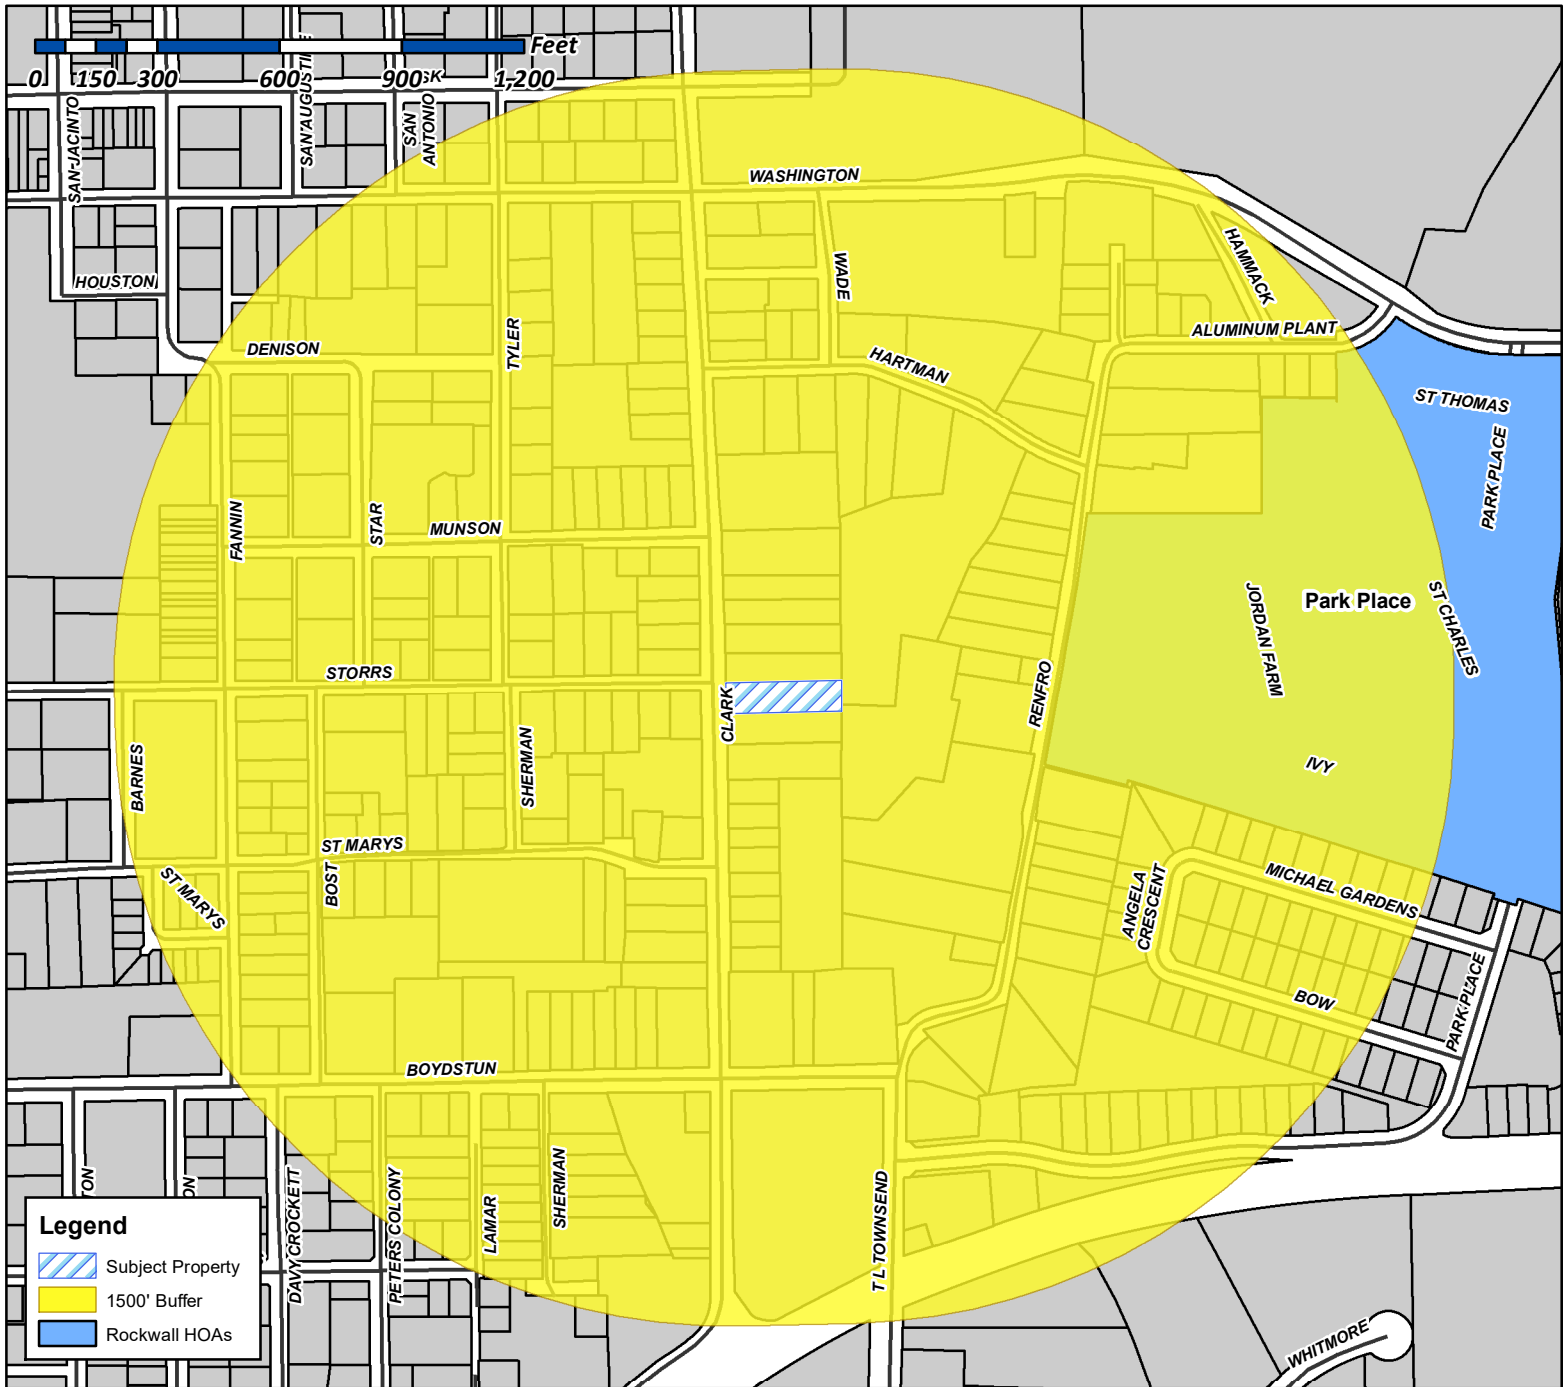 Feet
0 150 300 600 900 1,200
SK
SAN JACINTO
SAN AUGUSTINE
SAN
ANTONIO
WASHINGTON
HOUSTON
WADE
HAMMACK
DENISON
TYLER
ALUMINUM PLANT
HARTMAN
ST THOMAS
PARK PLACE
FANNIN
STAR
MUNSON
Park Place
JORDAN FARM
ST CHARLES
STORRS
RENFRO
CLARK
BARNES
SHERMAN
IVY
ST MARYS
ST MARYS
BOST
ANGELA
CRESCENT
MICHAEL GARDENS
BOW
PARK PLACE
BOYDSTUN
TON
ON
DAVY CROCKETT
PETERS COLONY
LAMAR
SHERMAN
T L TOWNSEND
WHITMORE
Legend
Subject Property
1500' Buffer
Rockwall HOAs